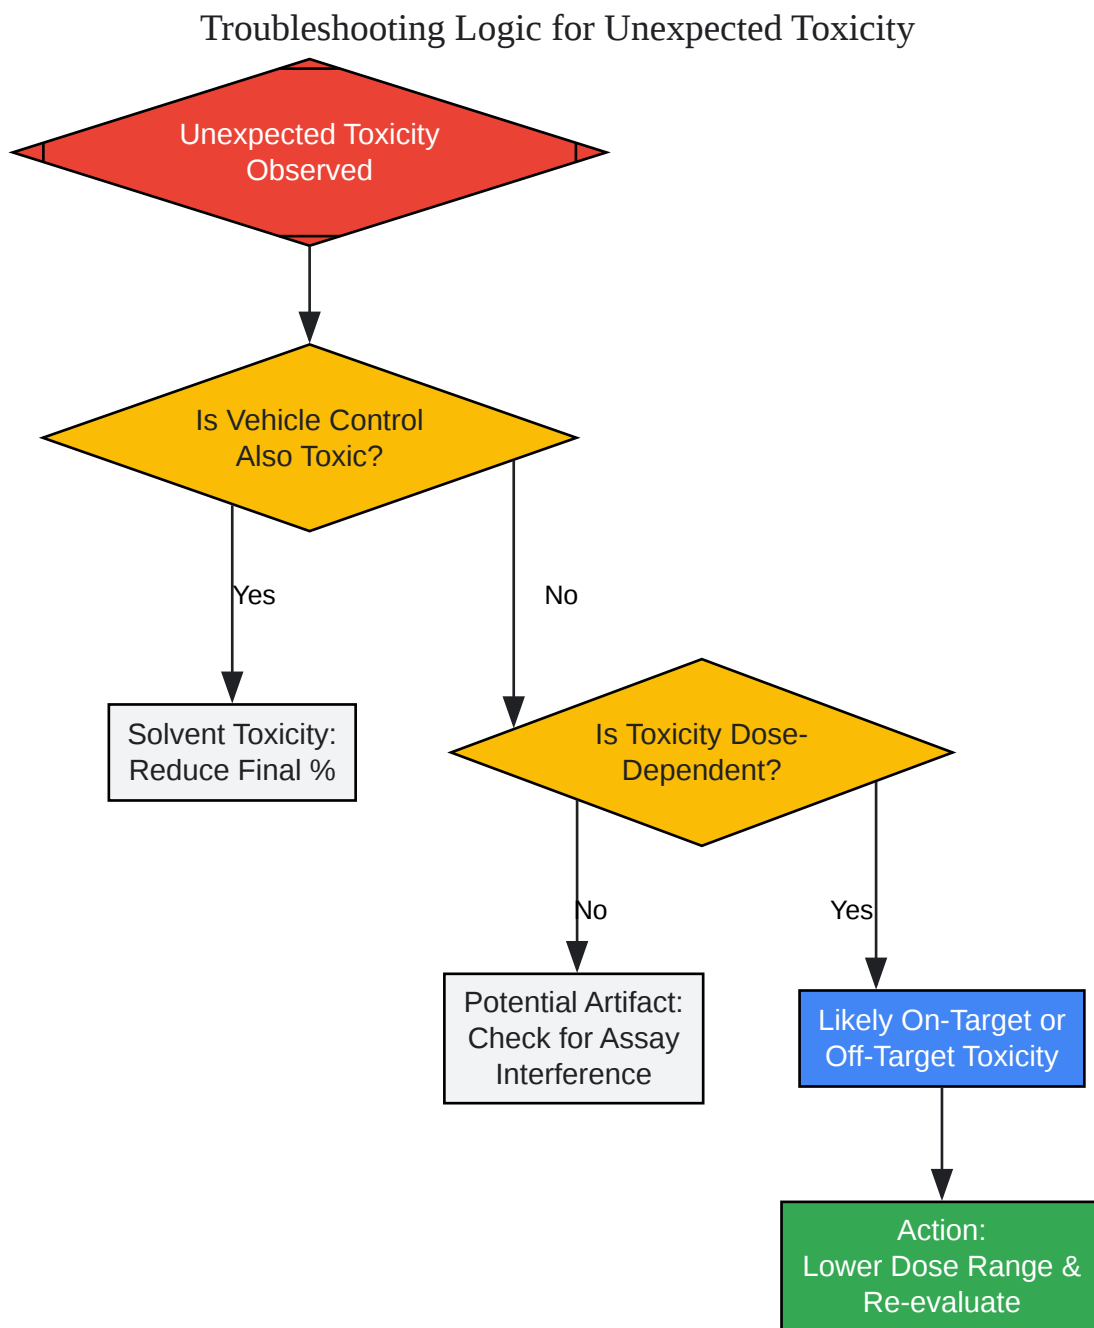 Troubleshooting Logic for Unexpected Toxicity
Unexpected Toxicity
Observed
Is Vehicle Control
Also Toxic?
Yes
No
Solvent Toxicity:
Reduce Final %
Is Toxicity Dose-
Dependent?
No
Yes
Potential Artifact:
Check for Assay
Interference
Likely On-Target or
Off-Target Toxicity
Action:
Lower Dose Range &
Re-evaluate